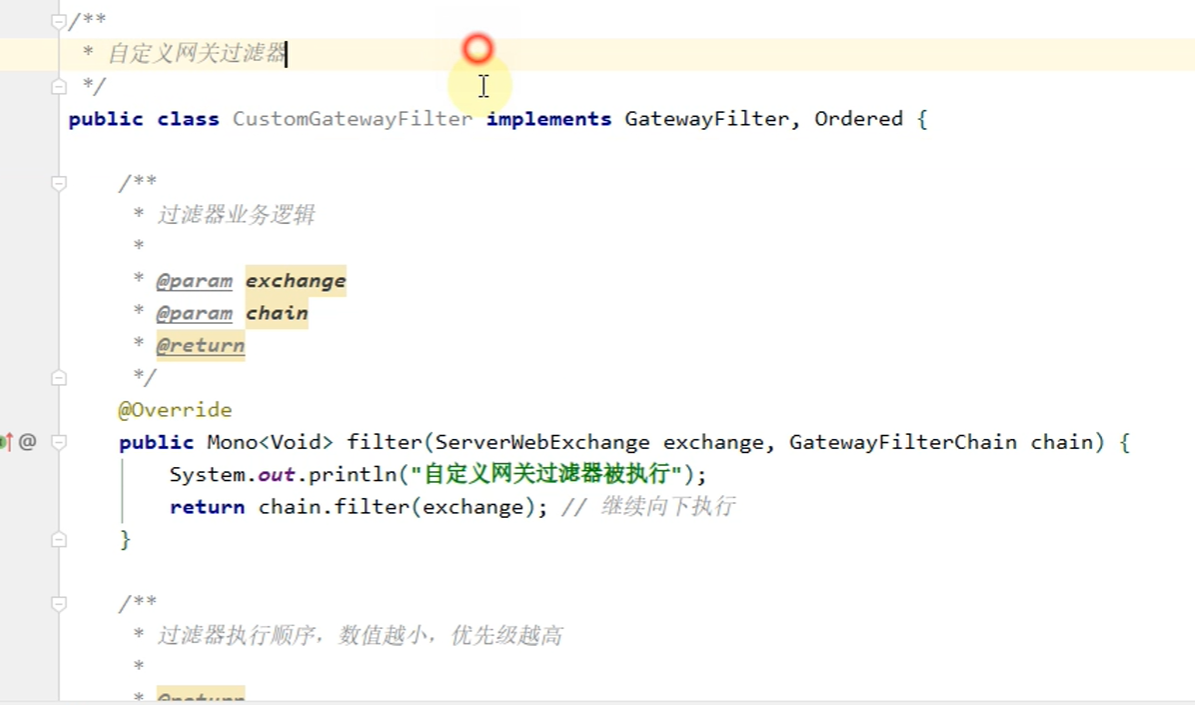 /**
* 自定义网关过滤器
*/
public class CustomGatewayFilter implements GatewayFilter, Ordered {
/**
* 过滤器业务逻辑
*
* @param exchange
* @param chain
* @return
*/
@Override
@ public Mono<Void> filter(ServerWebExchange exchange, GatewayFilterChain chain) {
System.out.println("自定义网关过滤器被执行");
return chain.filter(exchange); // 继续向下执行
}
/**
* 过滤器执行顺序，数值越小，优先级越高
*
* @return